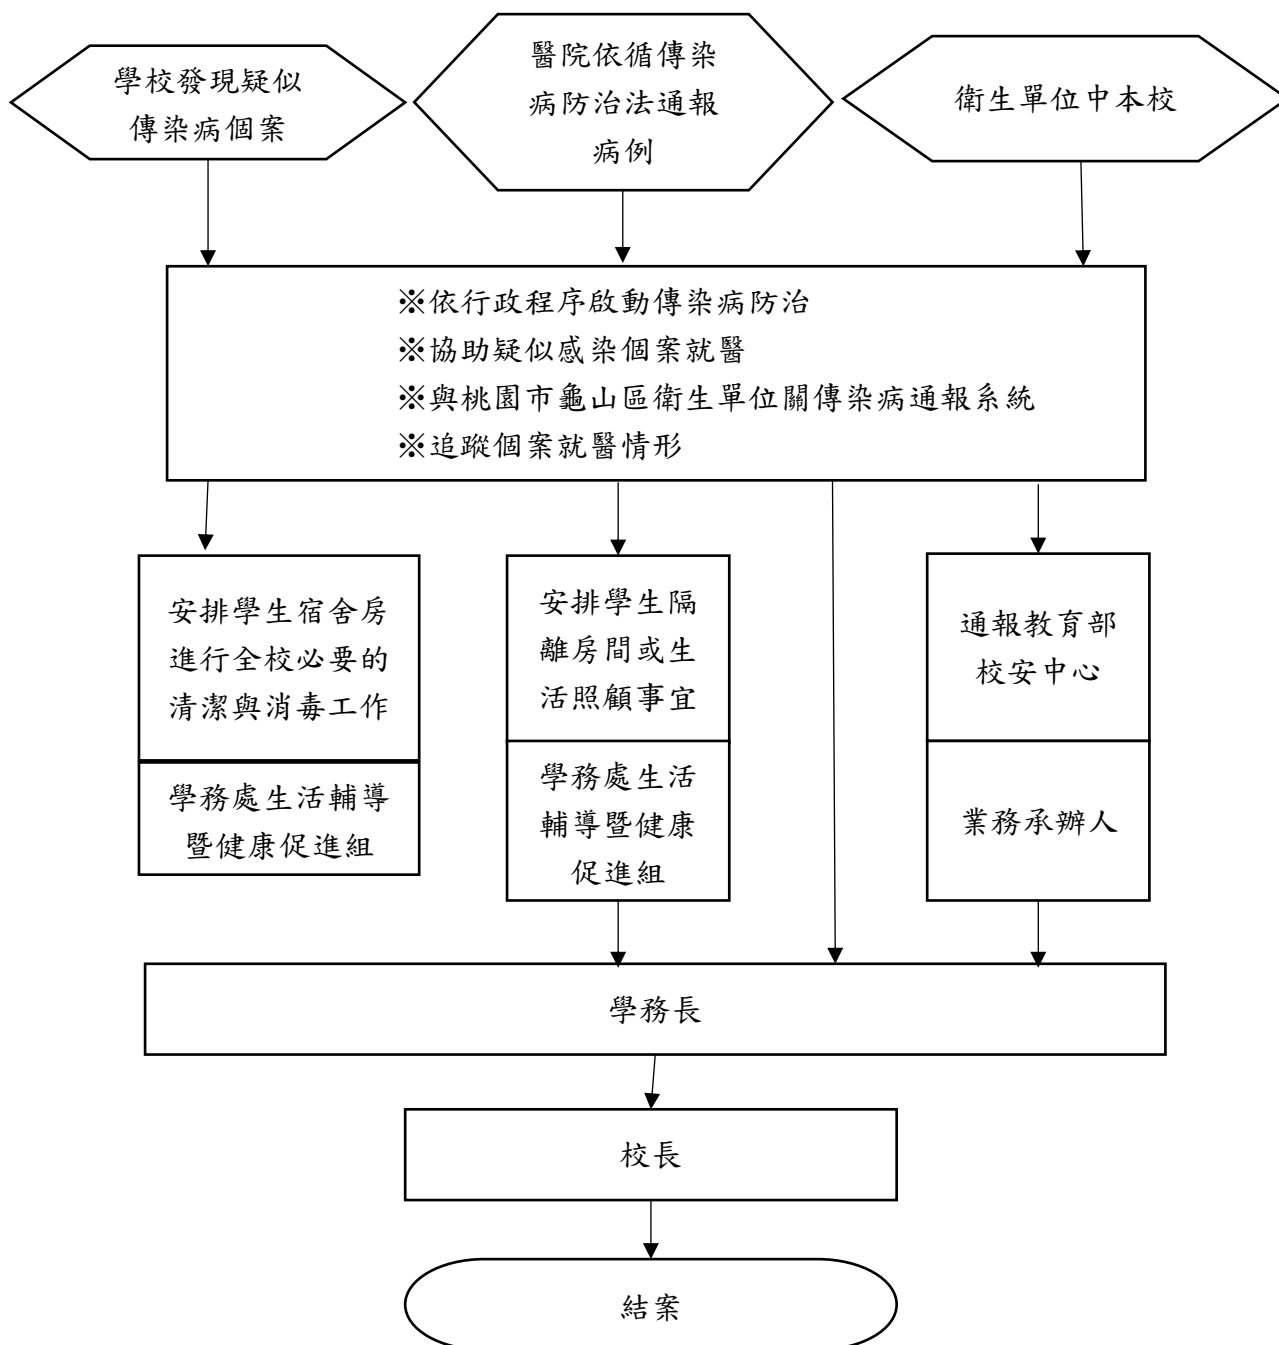 學校發現疑似
傳染病個案
醫院依循傳染
病防治法通報
病例
衛生單位中本校
※依行政程序啟動傳染病防治
※協助疑似感染個案就醫
※與桃園市龜山區衛生單位關傳染病通報系統
※追蹤個案就醫情形
安排學生宿舍房
進行全校必要的
清潔與消毒工作
學務處生活輔導
暨健康促進組
安排學生隔
離房間或生
活照顧事宜
學務處生活
輔導暨健康
促進組
通報教育部
校安中心
業務承辦人
學務長
校長
結案